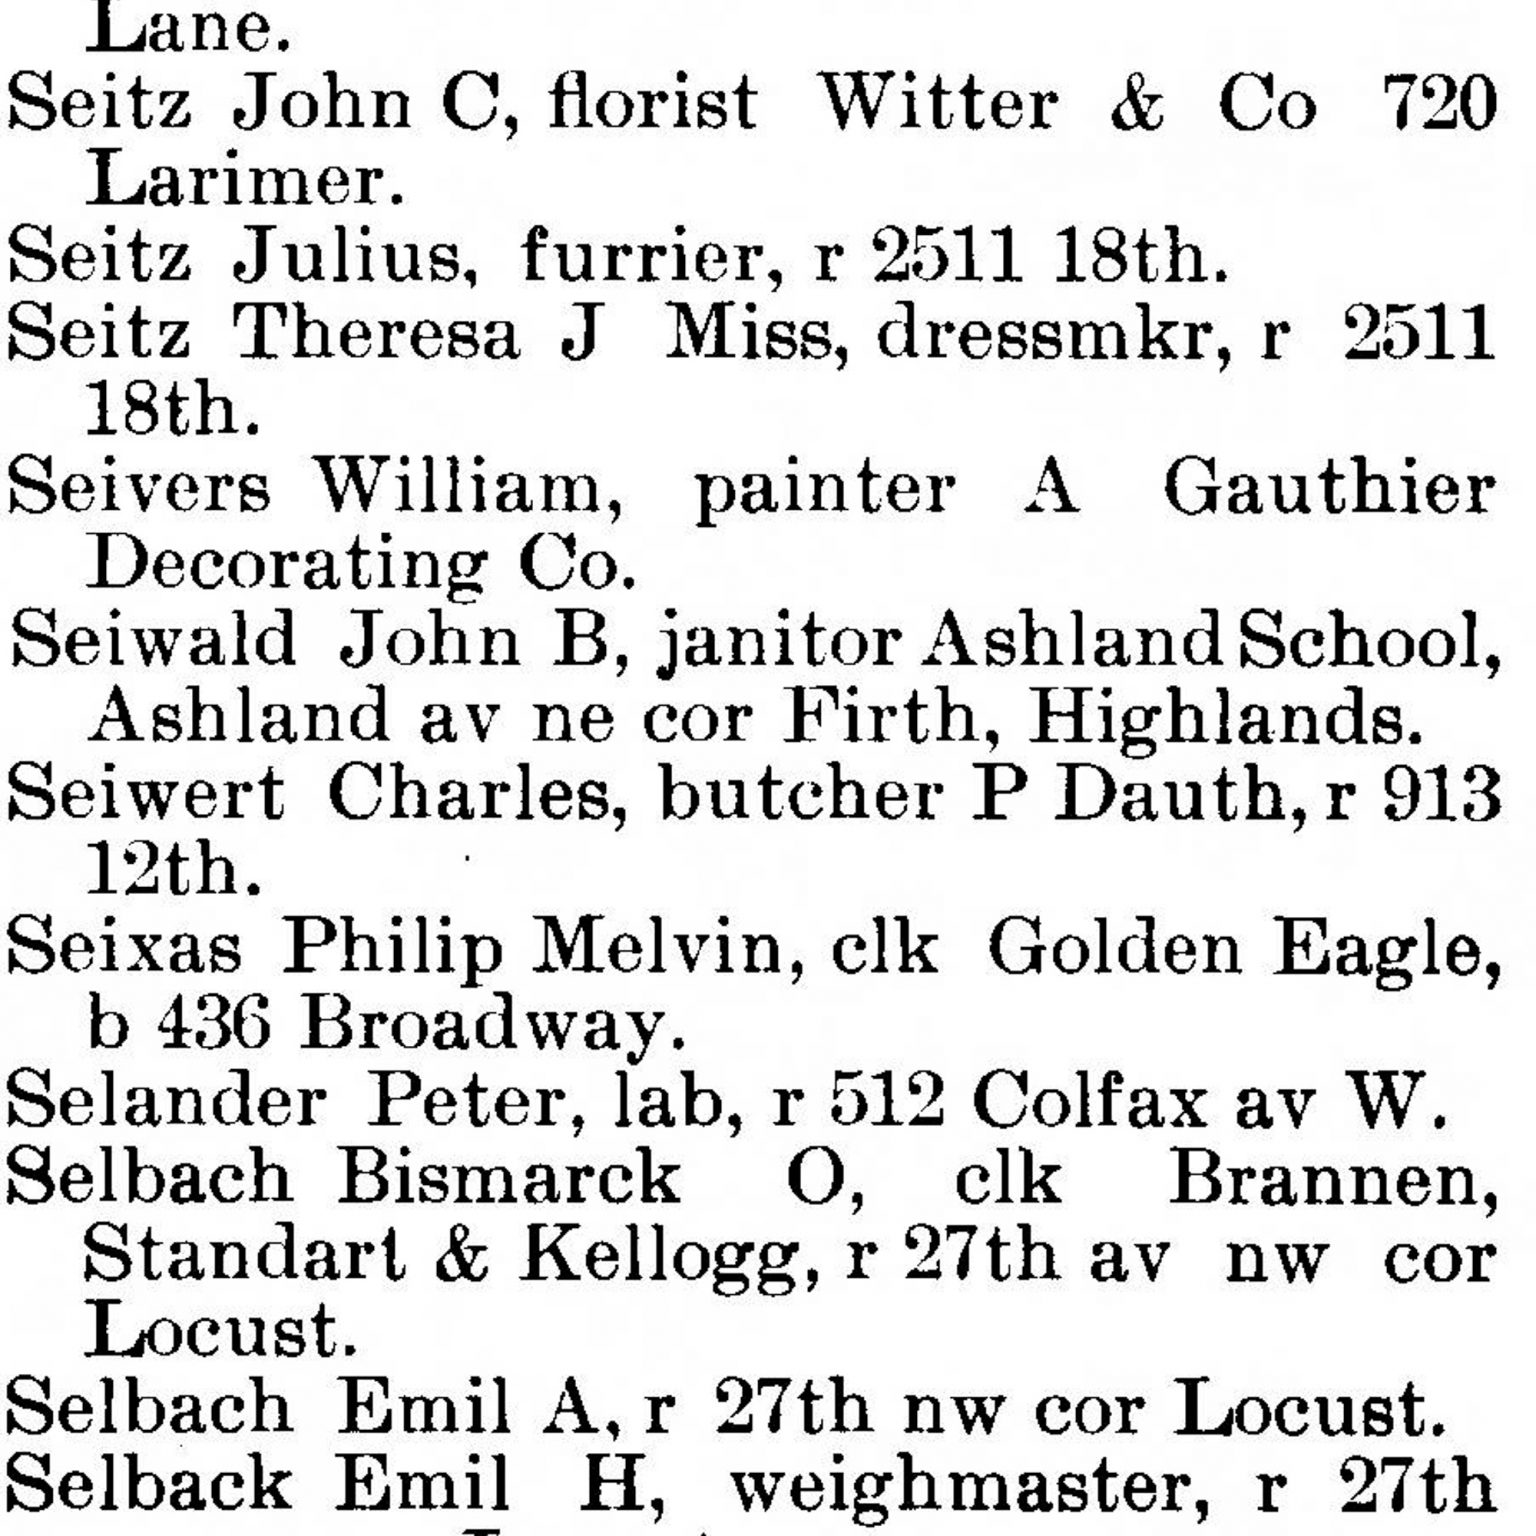 Lane.
Seitz John C, florist Witter & Co 720
Larimer.
Seitz Julius, furrier, r 2511 18th.
Seitz Theresa J Miss, dressmkr, r 2511
18th.
Seivers William, painter A Gauthier
Decorating Co.
Seiwald John B, janitor Ashland School,
Ashland av ne cor Firth, Highlands.
Seiwert Charles, butcher P Dauth, r 913
12th.
Seixas Philip Melvin, clk Golden Eagle,
b 436 Broadway.
Selander Peter, lab, r 512 Colfax av W.
Selbach Bismarck O, clk Brannen,
Standart & Kellogg, r 27th av nw cor
Locust.
Selbach Emil A, r 27th nw cor Locust.
Selback Emil H, weighmaster, r 27th